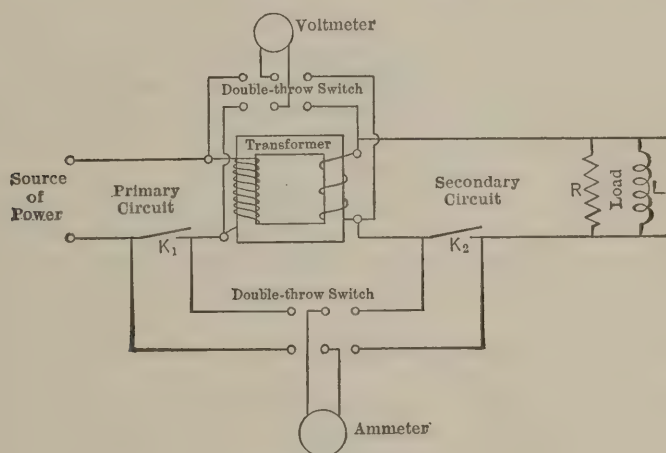 Voltmeter
Double-throw Switch
Transformer
Source
of
Power
Primary
Circuit
Secondary
Circuit
R
Load
L
K₁
K₂
Double-throw Switch
Ammeter